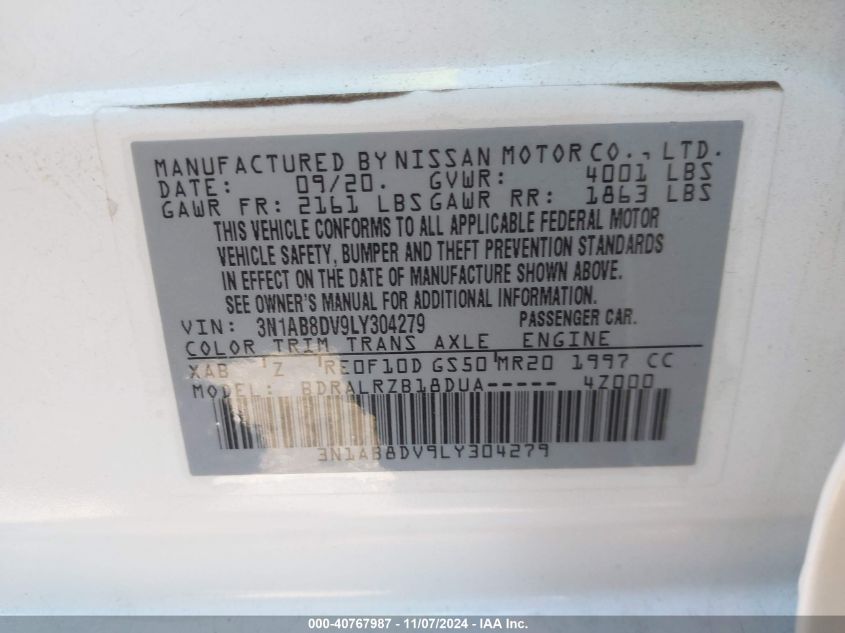 MANUFACTURED BY NISSAN MOTOR CO., LTD.
DATE: 09/20. GVWR: 4001 LBS
GAWR FR: 2161 LBS GAWR RR: 1863 LBS
THIS VEHICLE CONFORMS TO ALL APPLICABLE FEDERAL MOTOR
VEHICLE SAFETY, BUMPER AND THEFT PREVENTION STANDARDS
IN EFFECT ON THE DATE OF MANUFACTURE SHOWN ABOVE.
SEE OWNER'S MANUAL FOR ADDITIONAL INFORMATION.
VIN: 3N1AB8DV9LY304279 PASSENGER CAR.
COLOR TRIM TRANS AXLE ENGINE
XAB Z RE0F10D GS50 MR20 1997 CC
MODEL: BDRALRZB18DUA----- 4Z000
3N1AB8DV9LY304279
000-40767987 - 11/07/2024 - IAA Inc.